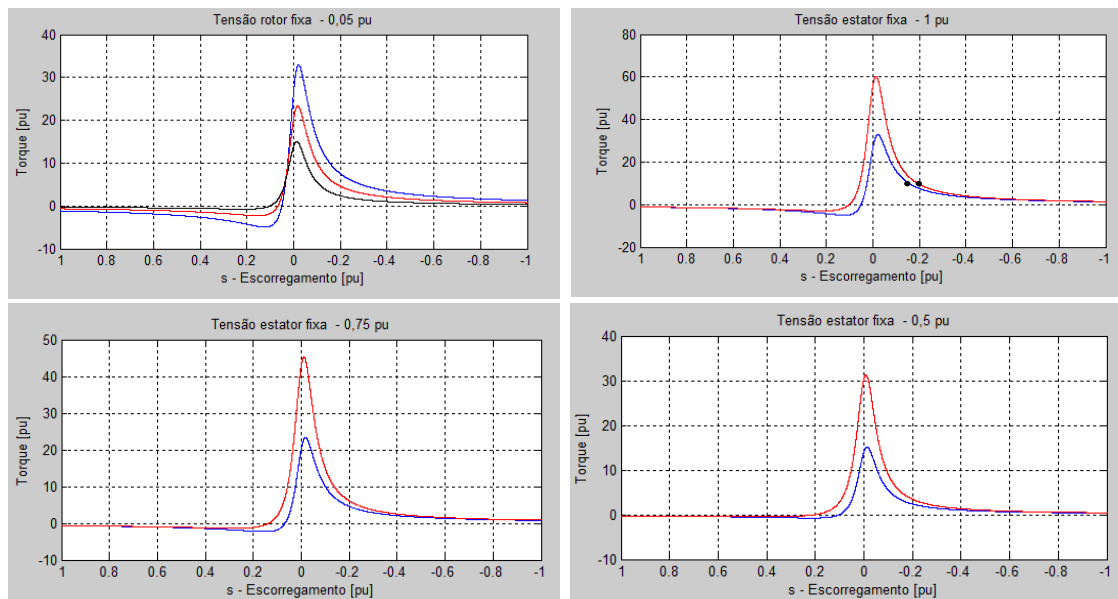 Tensão rotor fixa - 0,05 pu
40
30
20
10
0
-10
Torque [pu]
1 0.8 0.6 0.4 0.2 0 -0.2 -0.4 -0.6 -0.8 -1
s - Escorregamento [pu]
Tensão estator fixa - 1 pu
80
60
40
20
0
-20
Torque [pu]
1 0.8 0.6 0.4 0.2 0 -0.2 -0.4 -0.6 -0.8 -1
s - Escorregamento [pu]
Tensão estator fixa - 0,75 pu
50
40
30
20
10
0
-10
Torque [pu]
1 0.8 0.6 0.4 0.2 0 -0.2 -0.4 -0.6 -0.8 -1
s - Escorregamento [pu]
Tensão estator fixa - 0,5 pu
40
30
20
10
0
-10
Torque [pu]
1 0.8 0.6 0.4 0.2 0 -0.2 -0.4 -0.6 -0.8 -1
s - Escorregamento [pu]